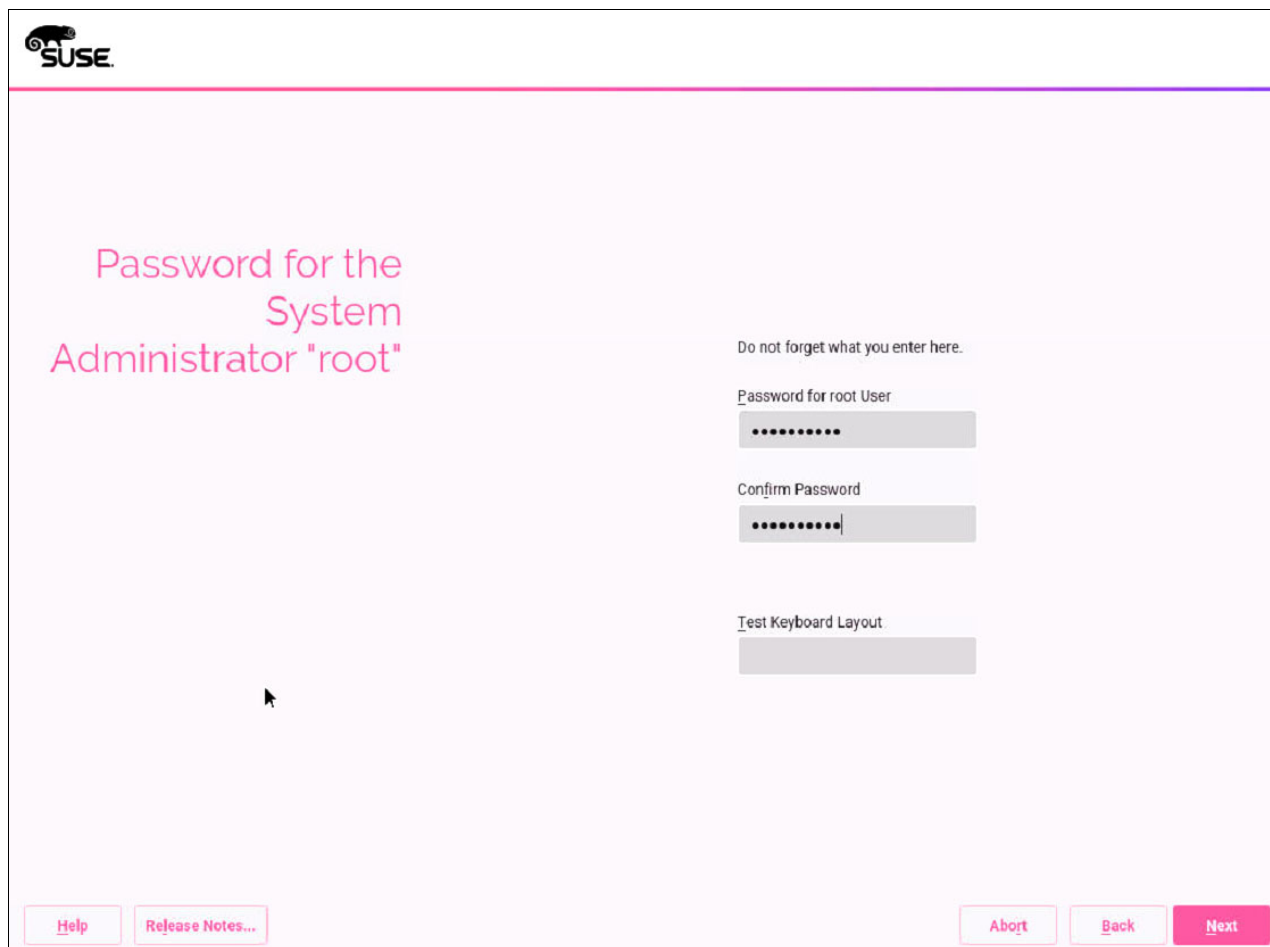 SUSE.
Password for the
System
Administrator "root"
Do not forget what you enter here.
Password for root User
••••••••••
Confirm Password
••••••••••
Test Keyboard Layout
Help
Release Notes...
Abort
Back
Next